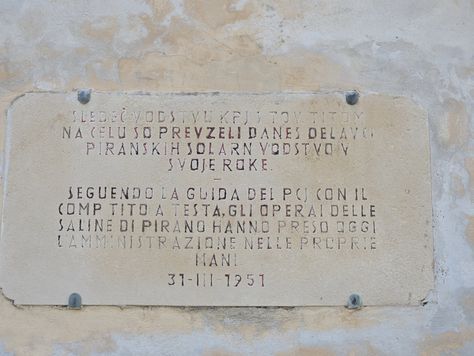 SLEDEČ VODSTVU KPJ S TOV. TITOM
NA ČELU SO PREVZELI DANES DELAVCI
PIRANSKIH SOLARN VODSTVO V
SVOJE ROKE.
–
SEGUENDO LA GUIDA DEL PCJ CON IL
COMP TITO A TESTA, GLI OPERAI DELLE
SALINE DI PIRANO HANNO PRESO OGGI
L'AMMINISTRAZIONE NELLE PROPRIE
MANI
31-III-1951